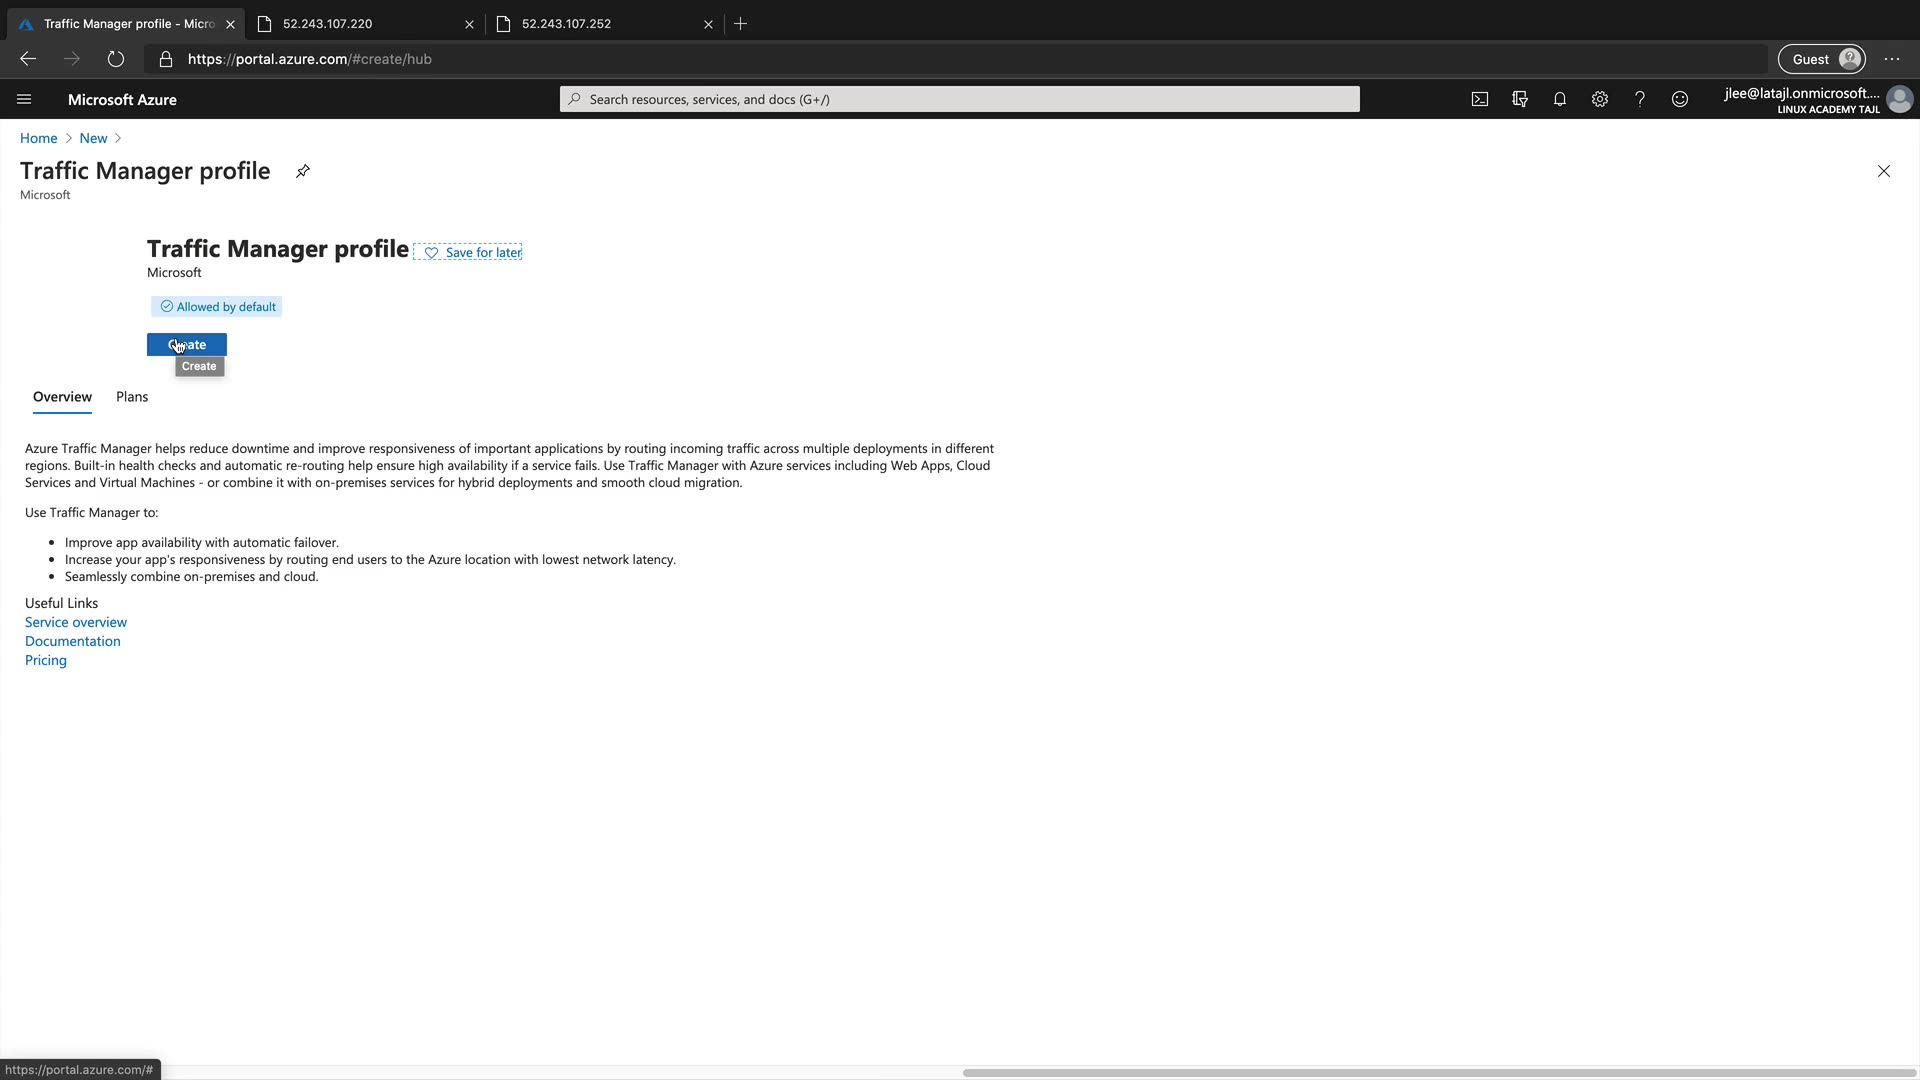 Traffic Manager profile - Micro
52.243.107.220
52.243.107.252
https://portal.azure.com/#create/hub
Guest
Microsoft Azure
Search resources, services, and docs (G+/)
jlee@latajl.onmicrosoft....
LINUX ACADEMY TAJL
Home > New >
Traffic Manager profile
Microsoft
Traffic Manager profile
Save for later
Microsoft
Allowed by default
Create
Create
Overview Plans
Azure Traffic Manager helps reduce downtime and improve responsiveness of important applications by routing incoming traffic across multiple deployments in different
regions. Built-in health checks and automatic re-routing help ensure high availability if a service fails. Use Traffic Manager with Azure services including Web Apps, Cloud
Services and Virtual Machines - or combine it with on-premises services for hybrid deployments and smooth cloud migration.
Use Traffic Manager to:
• Improve app availability with automatic failover.
• Increase your app's responsiveness by routing end users to the Azure location with lowest network latency.
• Seamlessly combine on-premises and cloud.
Useful Links
Service overview
Documentation
Pricing
https://portal.azure.com/#